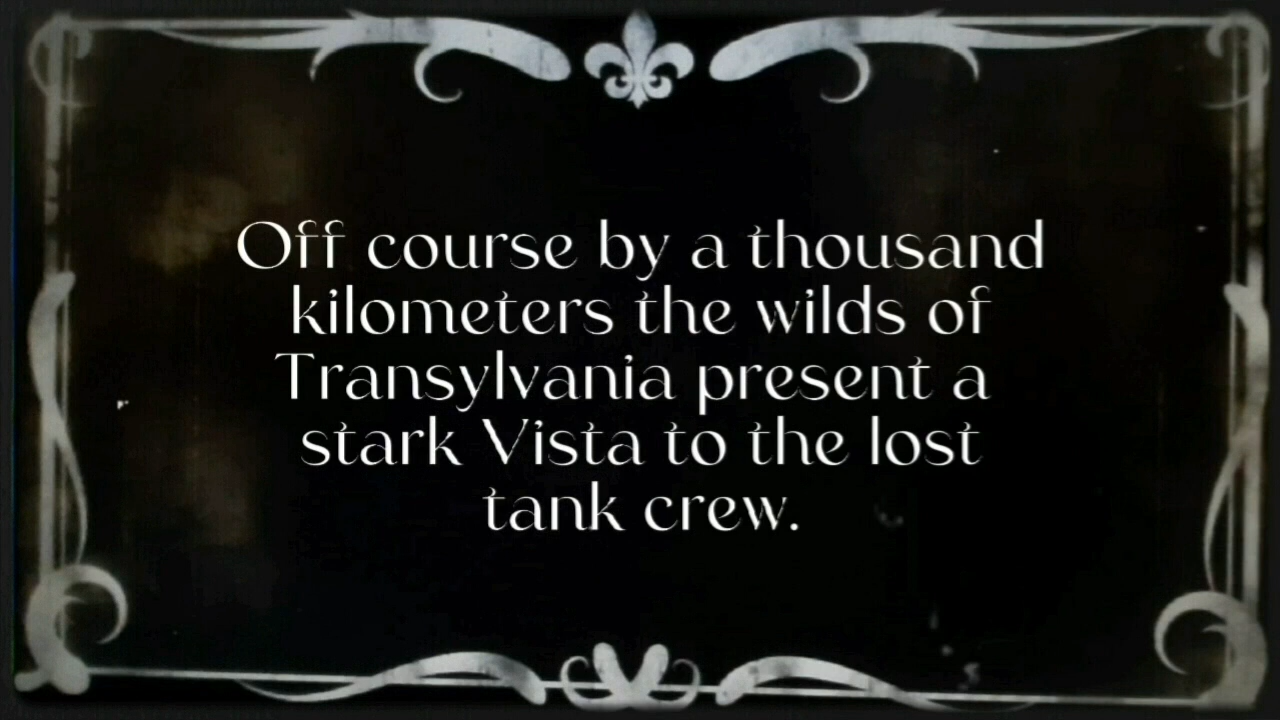 Off course by a thousand
kilometers the wilds of
Transylvania present a
stark Vista to the lost
tank crew.